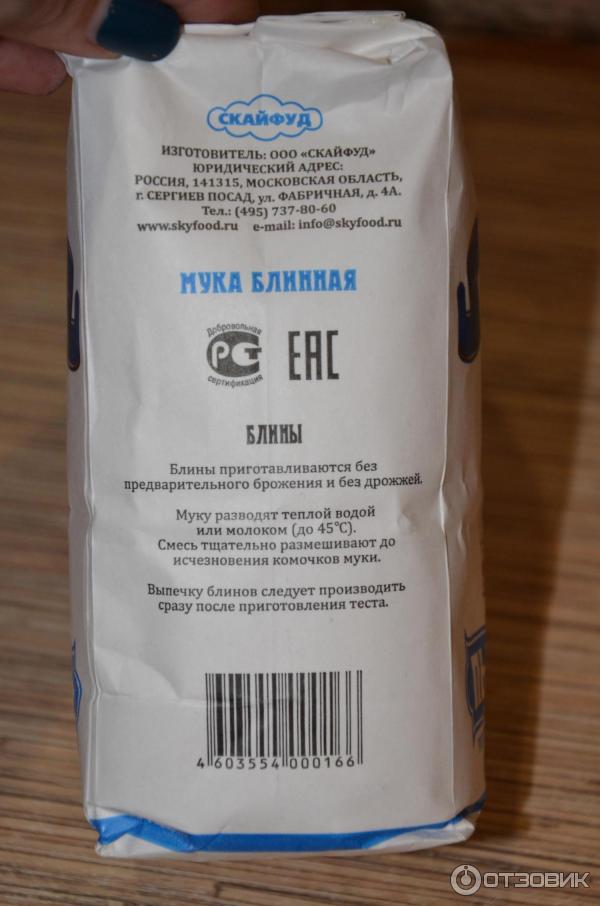 СКАЙФУД
ИЗГОТОВИТЕЛЬ: ООО «СКАЙФУД»
ЮРИДИЧЕСКИЙ АДРЕС:
РОССИЯ, 141315, МОСКОВСКАЯ ОБЛАСТЬ,
г. СЕРГИЕВ ПОСАД, ул. ФАБРИЧНАЯ, д. 4А.
Тел.: (495) 737-80-60
www.skyfood.ru e-mail: info@skyfood.ru
МУКА БЛИННАЯ
Добровольная
РСТ
сертификация
ЕАС
БЛИНЫ
Блины приготавливаются без
предварительного брожения и без дрожжей.
Муку разводят теплой водой
или молоком (до 45°С).
Смесь тщательно размешивают до
исчезновения комочков муки.
Выпечку блинов следует производить
сразу после приготовления теста.
4 603554 000166
ОТЗОВИК